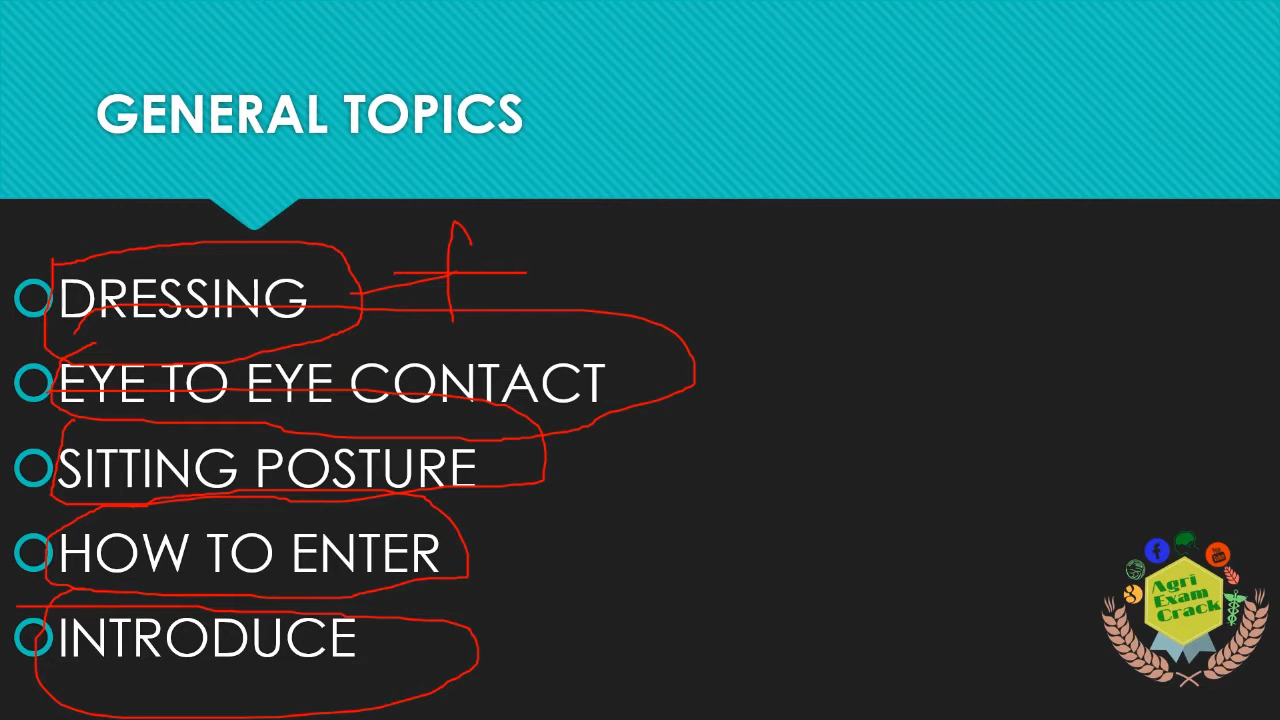 GENERAL TOPICS
DRESSING
EYE TO EYE CONTACT
SITTING POSTURE
HOW TO ENTER
INTRODUCE
Agri
Exam
Crack